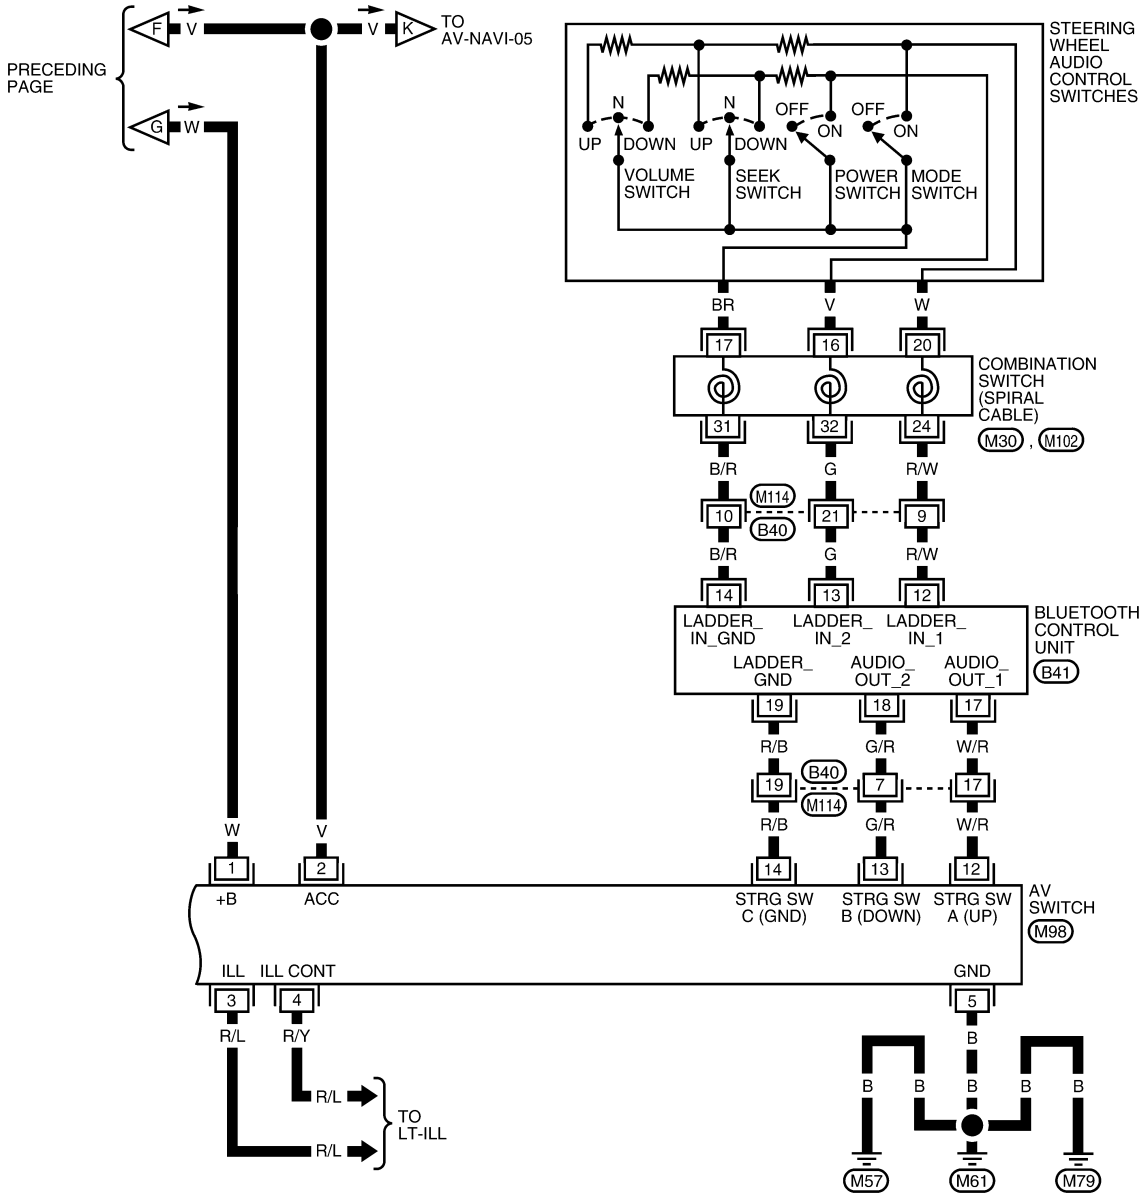 F
V
V
K
TO
AV-NAVI-05
PRECEDING
PAGE
G
W
STEERING
WHEEL
AUDIO
CONTROL
SWITCHES
N
N
OFF
OFF
UP
DOWN
UP
DOWN
ON
ON
VOLUME
SWITCH
SEEK
SWITCH
POWER
SWITCH
MODE
SWITCH
BR
V
W
17
16
20
COMBINATION
SWITCH
(SPIRAL
CABLE)
M30 , M102
31
32
24
B/R
G
R/W
M114
10
21
9
B40
B/R
G
R/W
14
13
12
BLUETOOTH
CONTROL
UNIT
B41
LADDER_
IN_GND
LADDER_
IN_2
LADDER_
IN_1
LADDER_
GND
AUDIO_
OUT_2
AUDIO_
OUT_1
19
18
17
R/B
G/R
W/R
B40
19
7
17
M114
R/B
G/R
W/R
W
V
1
2
14
13
12
+B
ACC
STRG SW
C (GND)
STRG SW
B (DOWN)
STRG SW
A (UP)
AV
SWITCH
M98
ILL
ILL CONT
GND
3
4
5
R/L
R/Y
B
R/L
R/L
TO
LT-ILL
B
B
B
B
B
M57
M61
M79